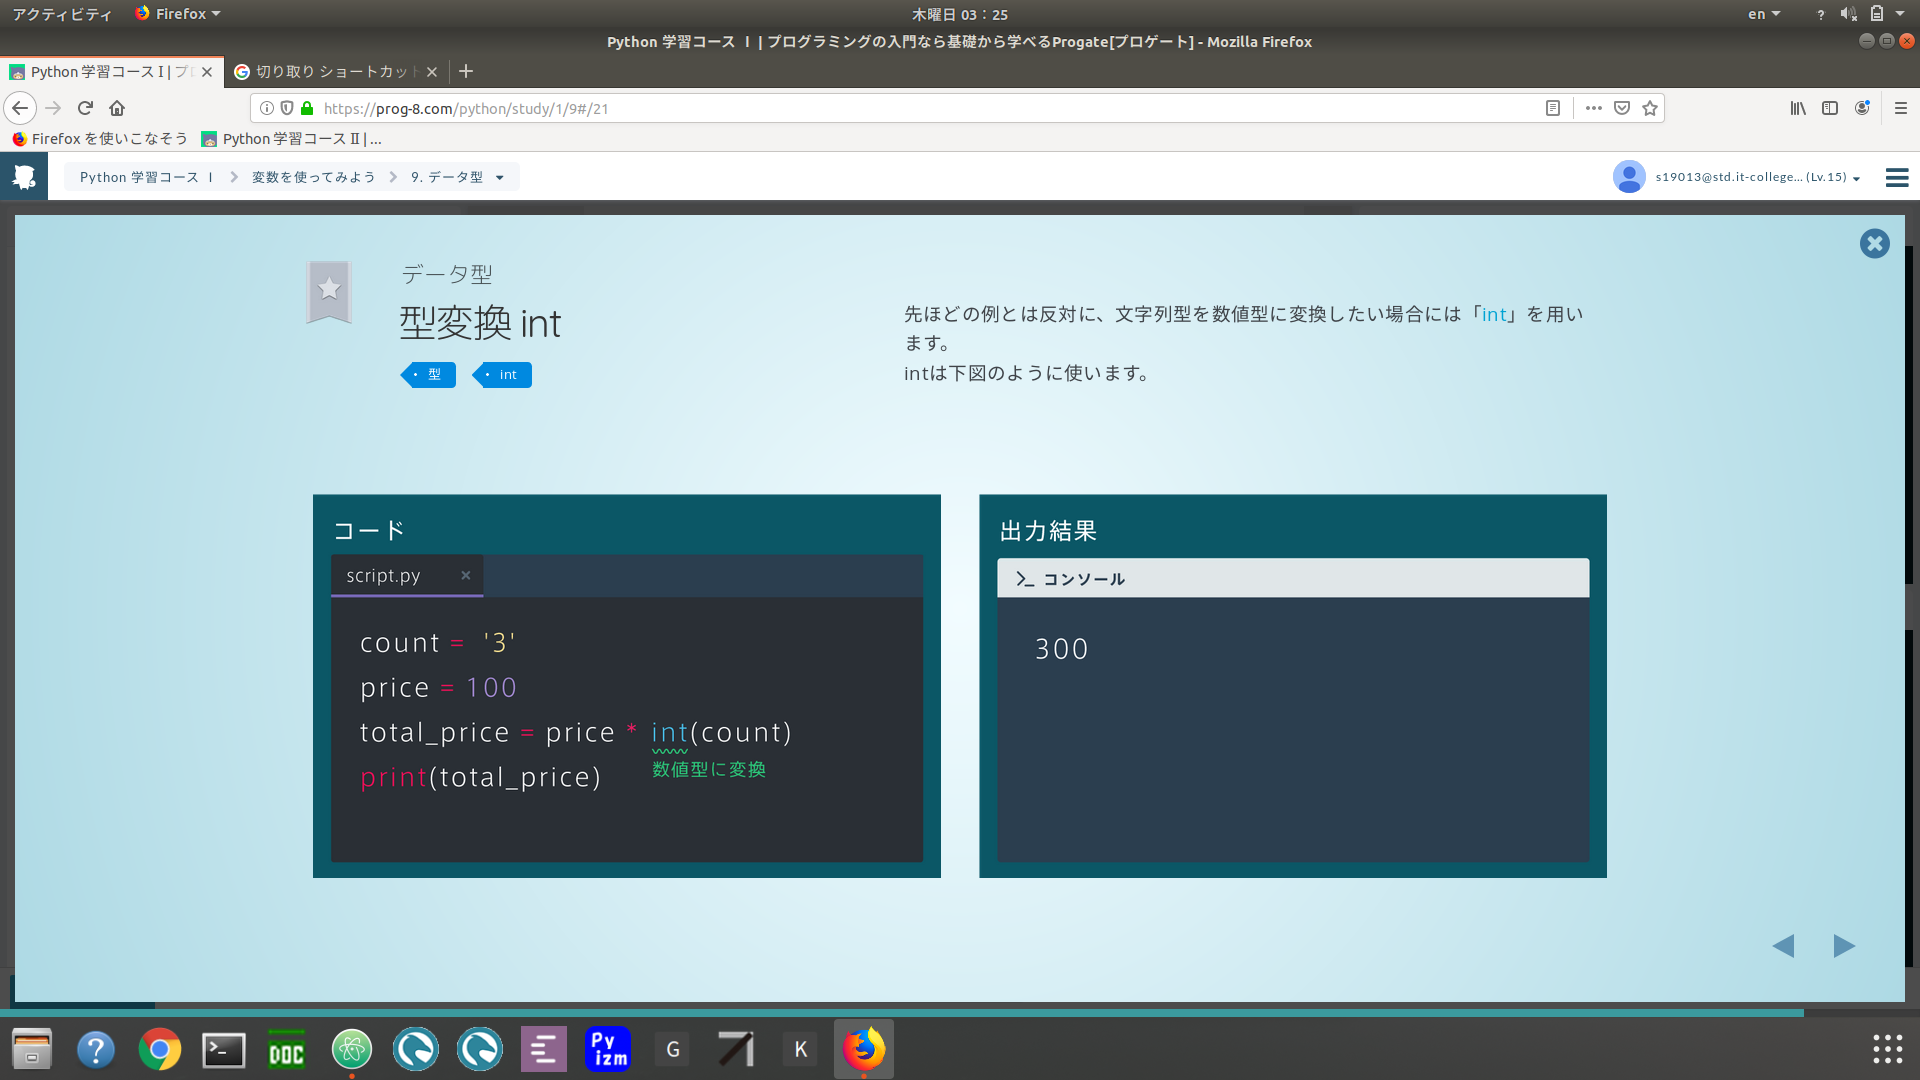 アクティビティ
Firefox
木曜日 03：25
en
Python 学習コース Ⅰ | プログラミングの入門なら基礎から学べるProgate[プロゲート] - Mozilla Firefox
Python 学習コース Ⅰ | プロ
切り取り ショートカット
https://prog-8.com/python/study/1/9#/21
Firefox を使いこなそう
Python 学習コース Ⅱ |...
Python 学習コース Ⅰ
変数を使ってみよう
9. データ型
s19013@std.it-college... (Lv.15)
データ型
型変換 int
型
int
先ほどの例とは反対に、文字列型を数値型に変換したい場合には「int」を用い
ます。
intは下図のように使います。
コード
script.py
count = '3'
price = 100
total_price = price * int(count)
数値型に変換
print(total_price)
出力結果
コンソール
300
DOC
Py
izm
G
K